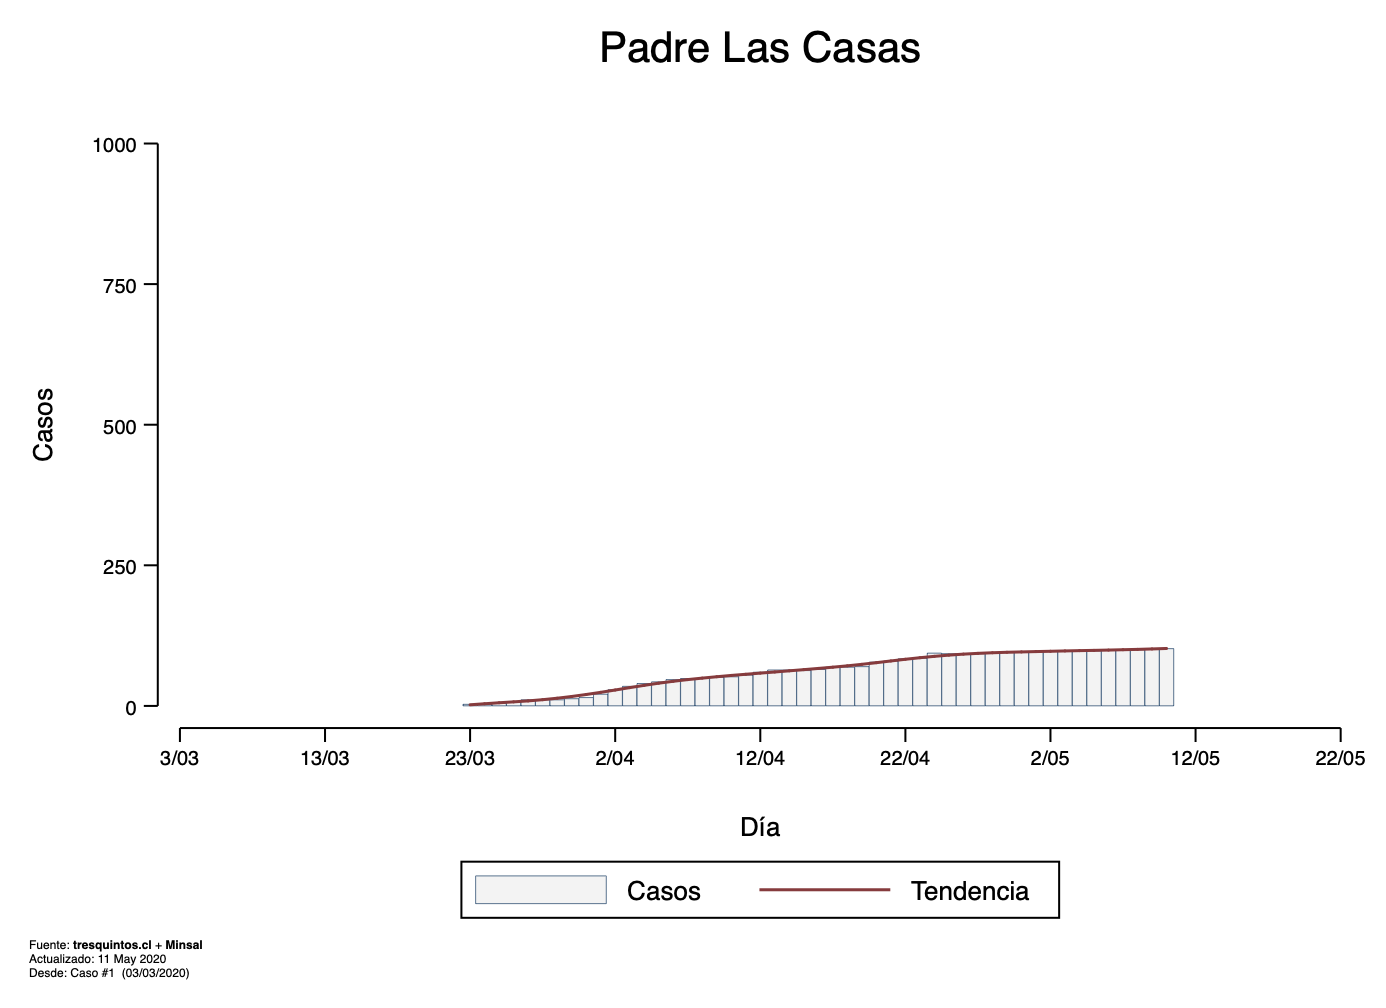 Padre Las Casas
1000
750
500
250
0
Casos
3/03 13/03 23/03 2/04 12/04 22/04 2/05 12/05 22/05
Día
Casos Tendencia
Fuente: tresquintos.cl + Minsal
Actualizado: 11 May 2020
Desde: Caso #1 (03/03/2020)